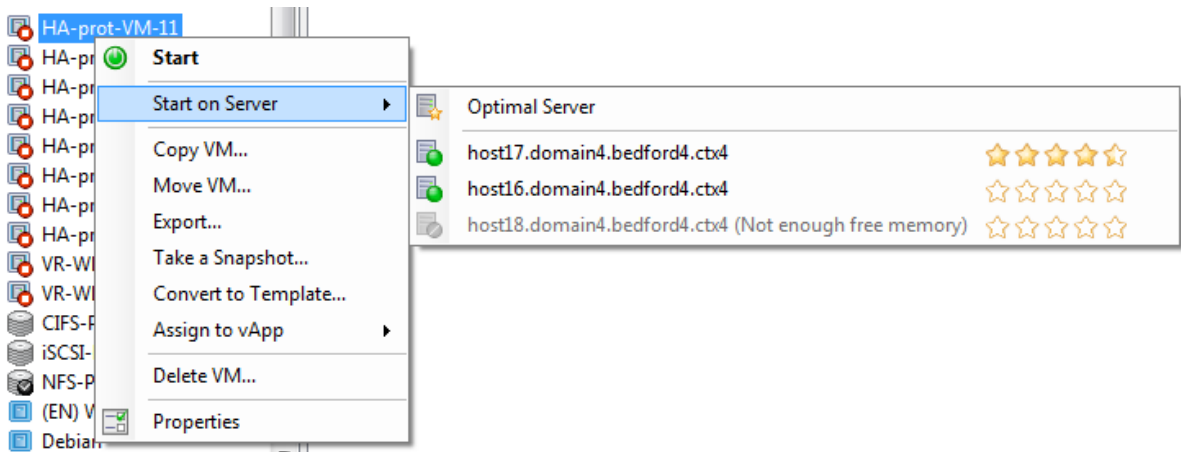 HA-prot-VM-11
HA-pr
HA-pr
HA-pr
HA-pr
HA-pr
HA-pr
HA-pr
VR-WI
VR-WI
CIFS-P
iSCSI-
NFS-P
(EN) W
Debian
Start
Start on Server
Copy VM...
Move VM...
Export...
Take a Snapshot...
Convert to Template...
Assign to vApp
Delete VM...
Properties
Optimal Server
host17.domain4.bedford4.ctx4
host16.domain4.bedford4.ctx4
host18.domain4.bedford4.ctx4 (Not enough free memory)